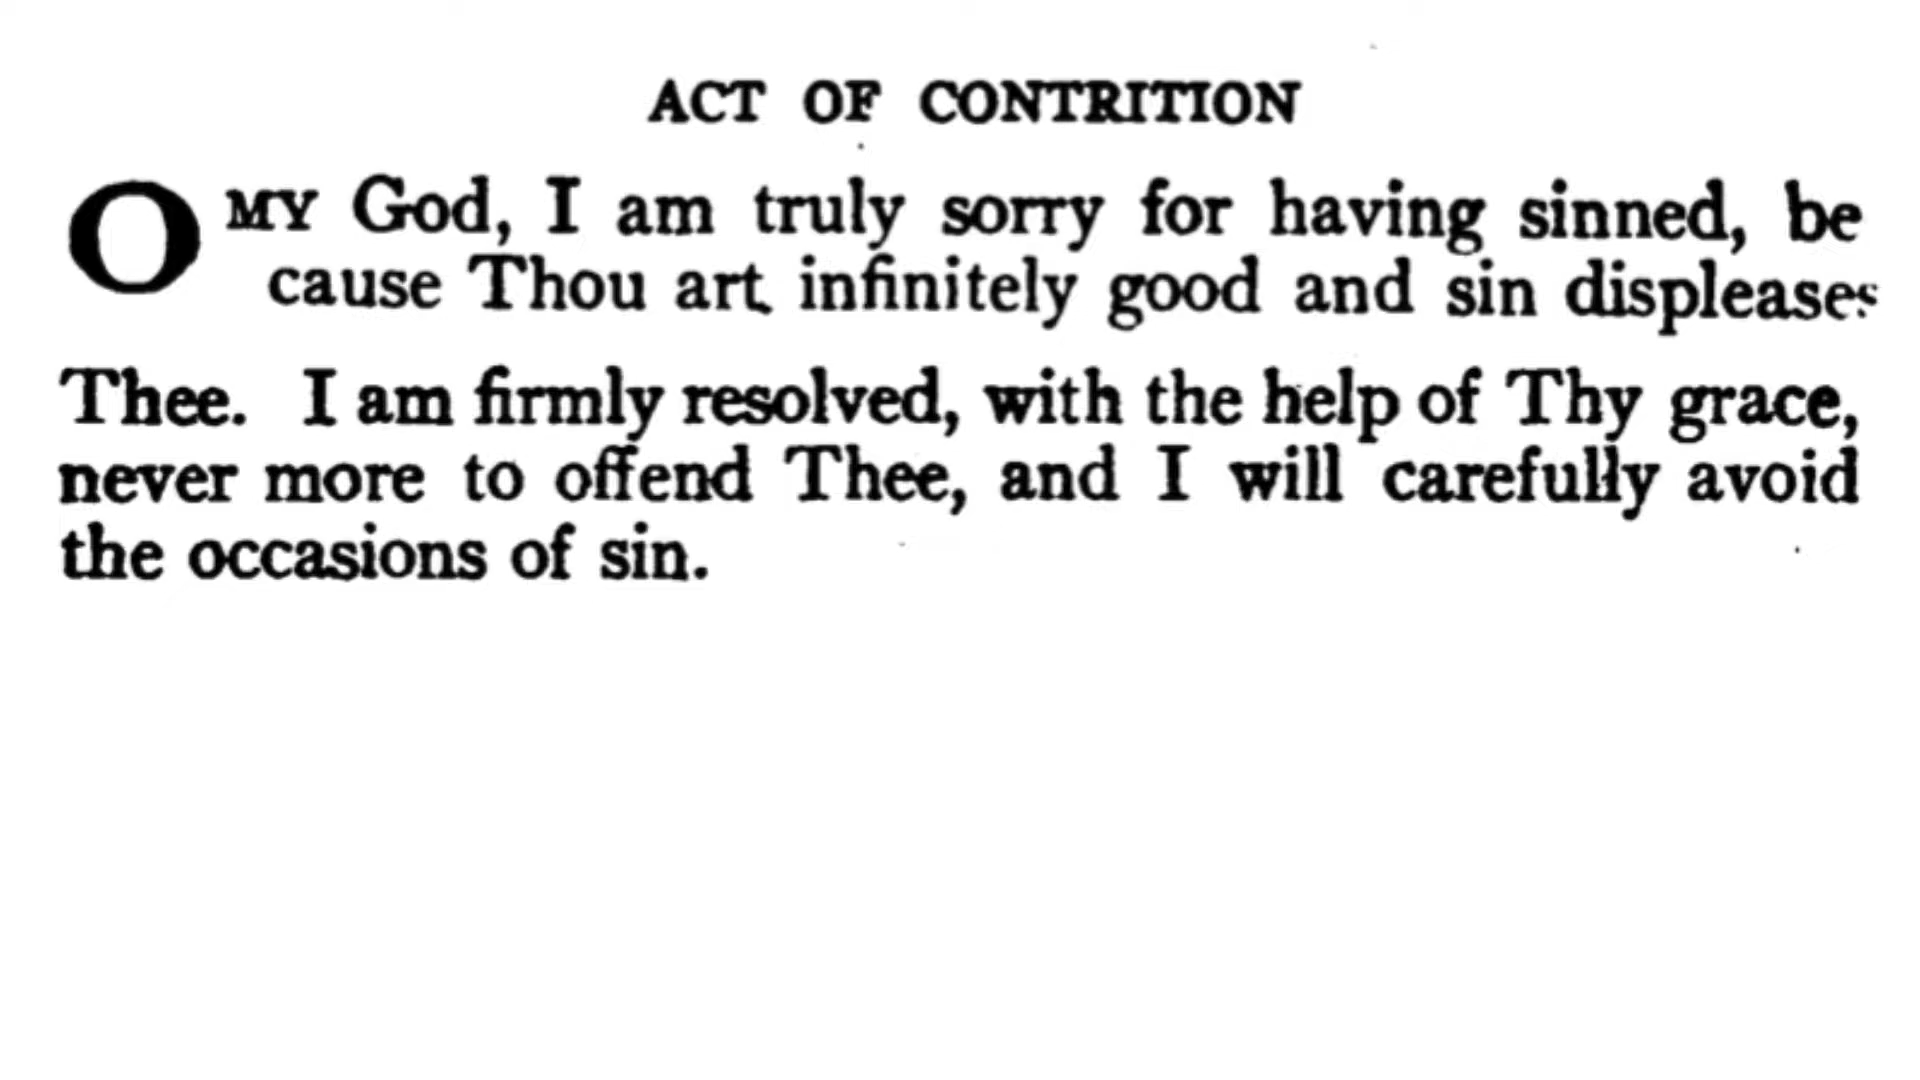 ACT OF CONTRITION
O MY God, I am truly sorry for having sinned, be
cause Thou art infinitely good and sin displeases
Thee. I am firmly resolved, with the help of Thy grace,
never more to offend Thee, and I will carefully avoid
the occasions of sin.